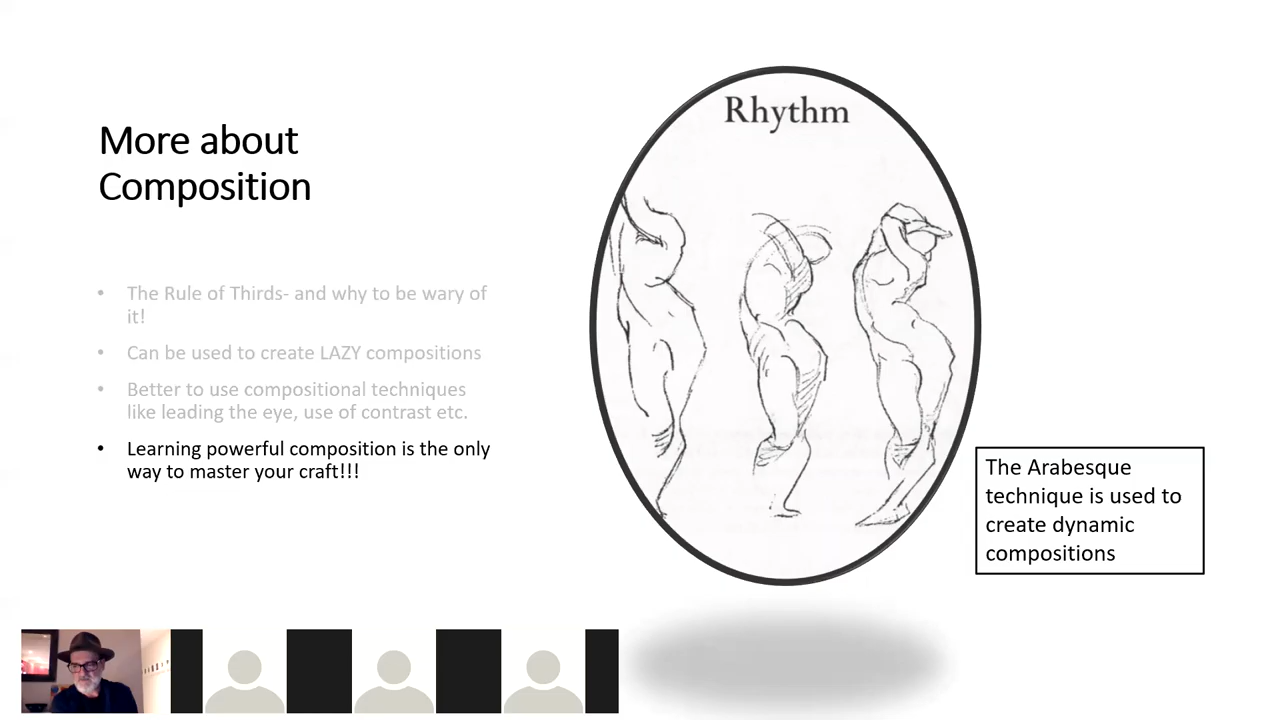 More about
Composition
• The Rule of Thirds- and why to be wary of
it!
• Can be used to create LAZY compositions
• Better to use compositional techniques
like leading the eye, use of contrast etc.
• Learning powerful composition is the only
way to master your craft!!!
Rhythm
The Arabesque
technique is used to
create dynamic
compositions